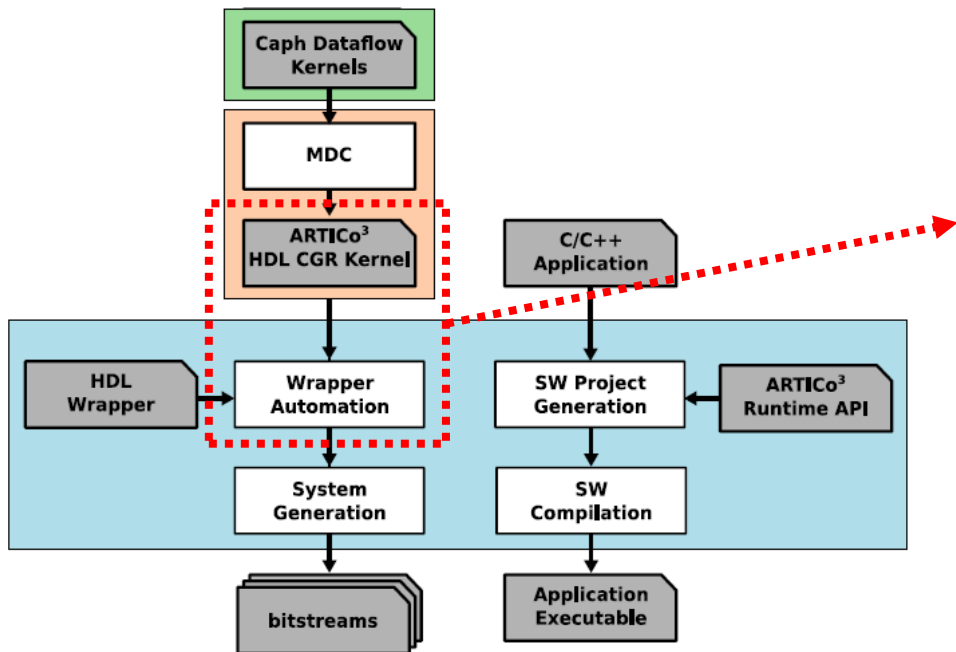 Caph Dataflow
Kernels
MDC
ARTICo³
HDL CGR Kernel
C/C++
Application
HDL
Wrapper
Wrapper
Automation
SW Project
Generation
ARTICo³
Runtime API
System
Generation
SW
Compilation
bitstreams
Application
Executable